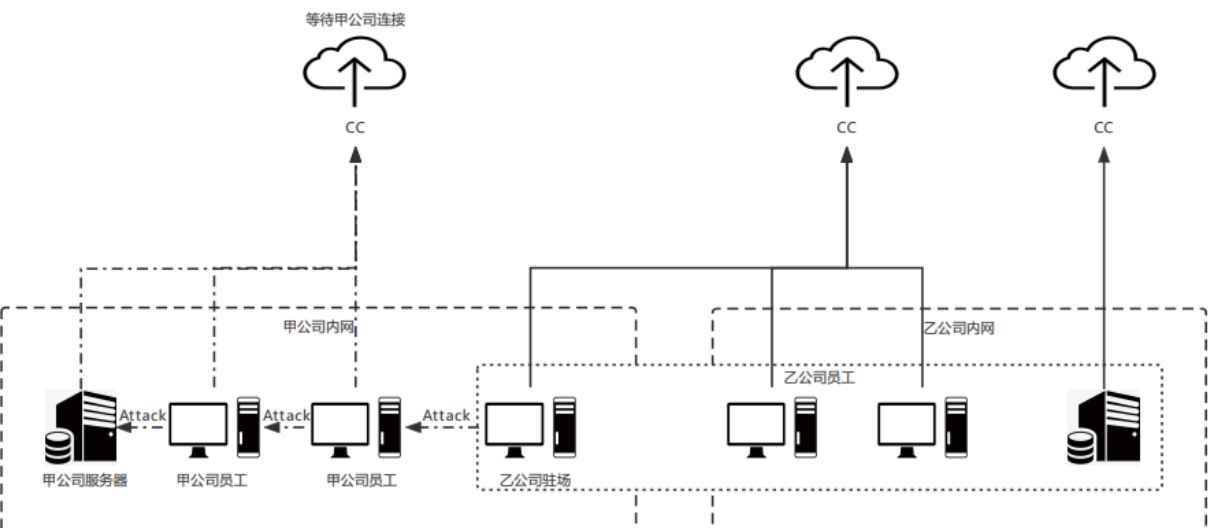 等待甲公司连接
CC
CC
CC
甲公司内网
乙公司内网
乙公司员工
Attack
Attack
Attack
甲公司服务器
甲公司员工
甲公司员工
乙公司驻场